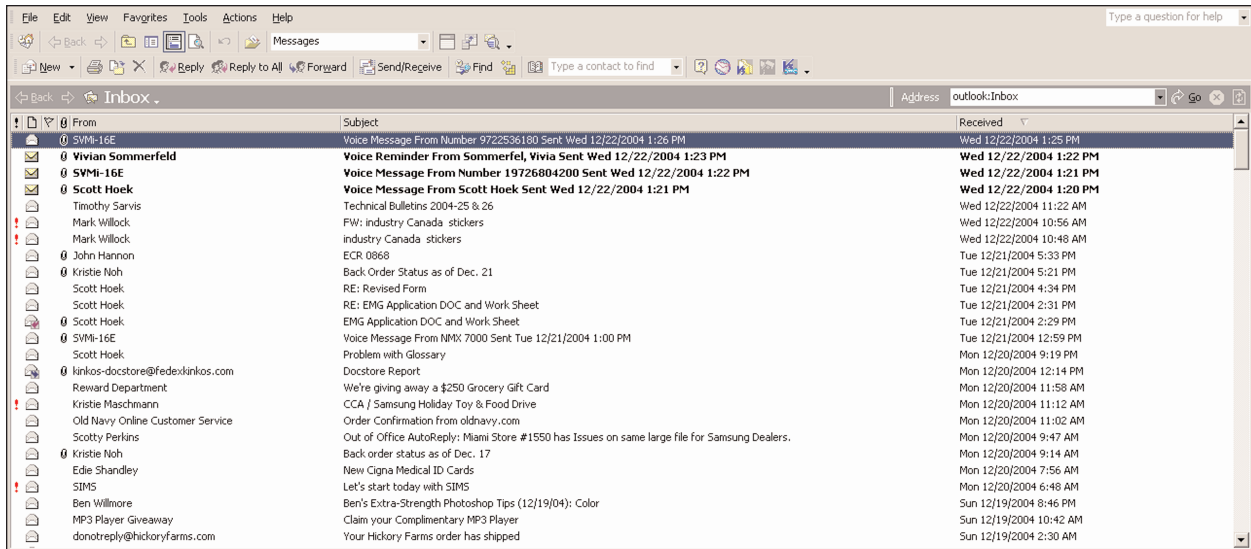 File Edit View Favorites Tools Actions Help Type a question for help
Back Messages
New Reply Reply to All Forward Send/Receive Find Type a contact to find
Back Inbox . Address outlook:Inbox Go
! From Subject Received
SVMi-16E Voice Message From Number 9722536180 Sent Wed 12/22/2004 1:26 PM Wed 12/22/2004 1:25 PM
Vivian Sommerfeld Voice Reminder From Sommerfel, Vivia Sent Wed 12/22/2004 1:23 PM Wed 12/22/2004 1:22 PM
SVMi-16E Voice Message From Number 19726804200 Sent Wed 12/22/2004 1:22 PM Wed 12/22/2004 1:21 PM
Scott Hoek Voice Message From Scott Hoek Sent Wed 12/22/2004 1:21 PM Wed 12/22/2004 1:20 PM
Timothy Sarvis Technical Bulletins 2004-25 & 26 Wed 12/22/2004 11:22 AM
! Mark Willock FW: industry Canada stickers Wed 12/22/2004 10:56 AM
! Mark Willock industry Canada stickers Wed 12/22/2004 10:48 AM
John Hannon ECR 0868 Tue 12/21/2004 5:33 PM
Kristie Noh Back Order Status as of Dec. 21 Tue 12/21/2004 5:21 PM
Scott Hoek RE: Revised Form Tue 12/21/2004 4:34 PM
Scott Hoek RE: EMG Application DOC and Work Sheet Tue 12/21/2004 2:31 PM
Scott Hoek EMG Application DOC and Work Sheet Tue 12/21/2004 2:29 PM
SVMi-16E Voice Message From NMX 7000 Sent Tue 12/21/2004 1:00 PM Tue 12/21/2004 12:59 PM
Scott Hoek Problem with Glossary Mon 12/20/2004 9:19 PM
kinkos-docstore@fedexkinkos.com Docstore Report Mon 12/20/2004 12:14 PM
Reward Department We're giving away a $250 Grocery Gift Card Mon 12/20/2004 11:58 AM
! Kristie Maschmann CCA / Samsung Holiday Toy & Food Drive Mon 12/20/2004 11:12 AM
Old Navy Online Customer Service Order Confirmation from oldnavy.com Mon 12/20/2004 11:02 AM
Scotty Perkins Out of Office AutoReply: Miami Store #1550 has Issues on same large file for Samsung Dealers. Mon 12/20/2004 9:47 AM
Kristie Noh Back order status as of Dec. 17 Mon 12/20/2004 9:14 AM
Edie Shandley New Cigna Medical ID Cards Mon 12/20/2004 7:56 AM
! SIMS Let's start today with SIMS Mon 12/20/2004 6:48 AM
Ben Willmore Ben's Extra-Strength Photoshop Tips (12/19/04): Color Sun 12/19/2004 8:46 PM
MP3 Player Giveaway Claim your Complimentary MP3 Player Sun 12/19/2004 10:42 AM
donotreply@hickoryfarms.com Your Hickory Farms order has shipped Sun 12/19/2004 2:30 AM